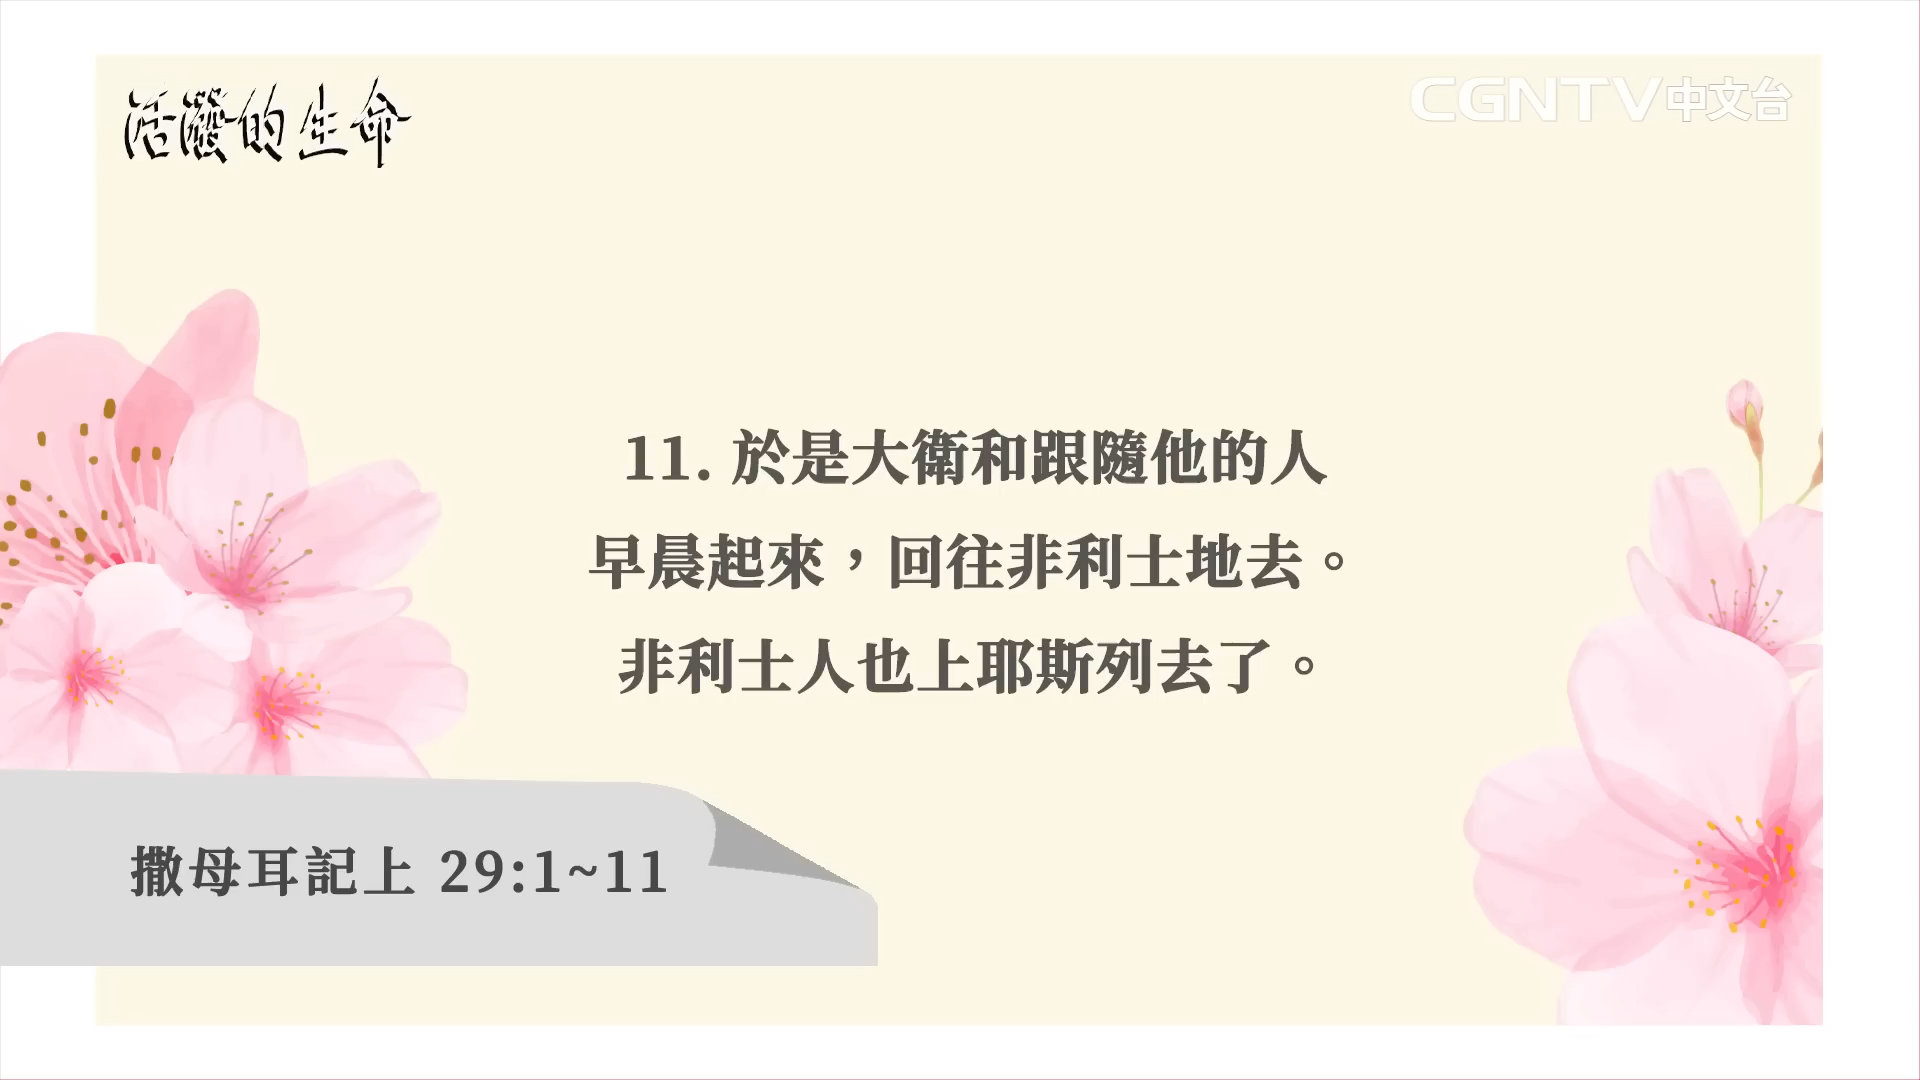 活潑的生命
CGNTV中文台
11. 於是大衛和跟隨他的人
早晨起來，回往非利士地去。
非利士人也上耶斯列去了。
撒母耳記上 29:1~11